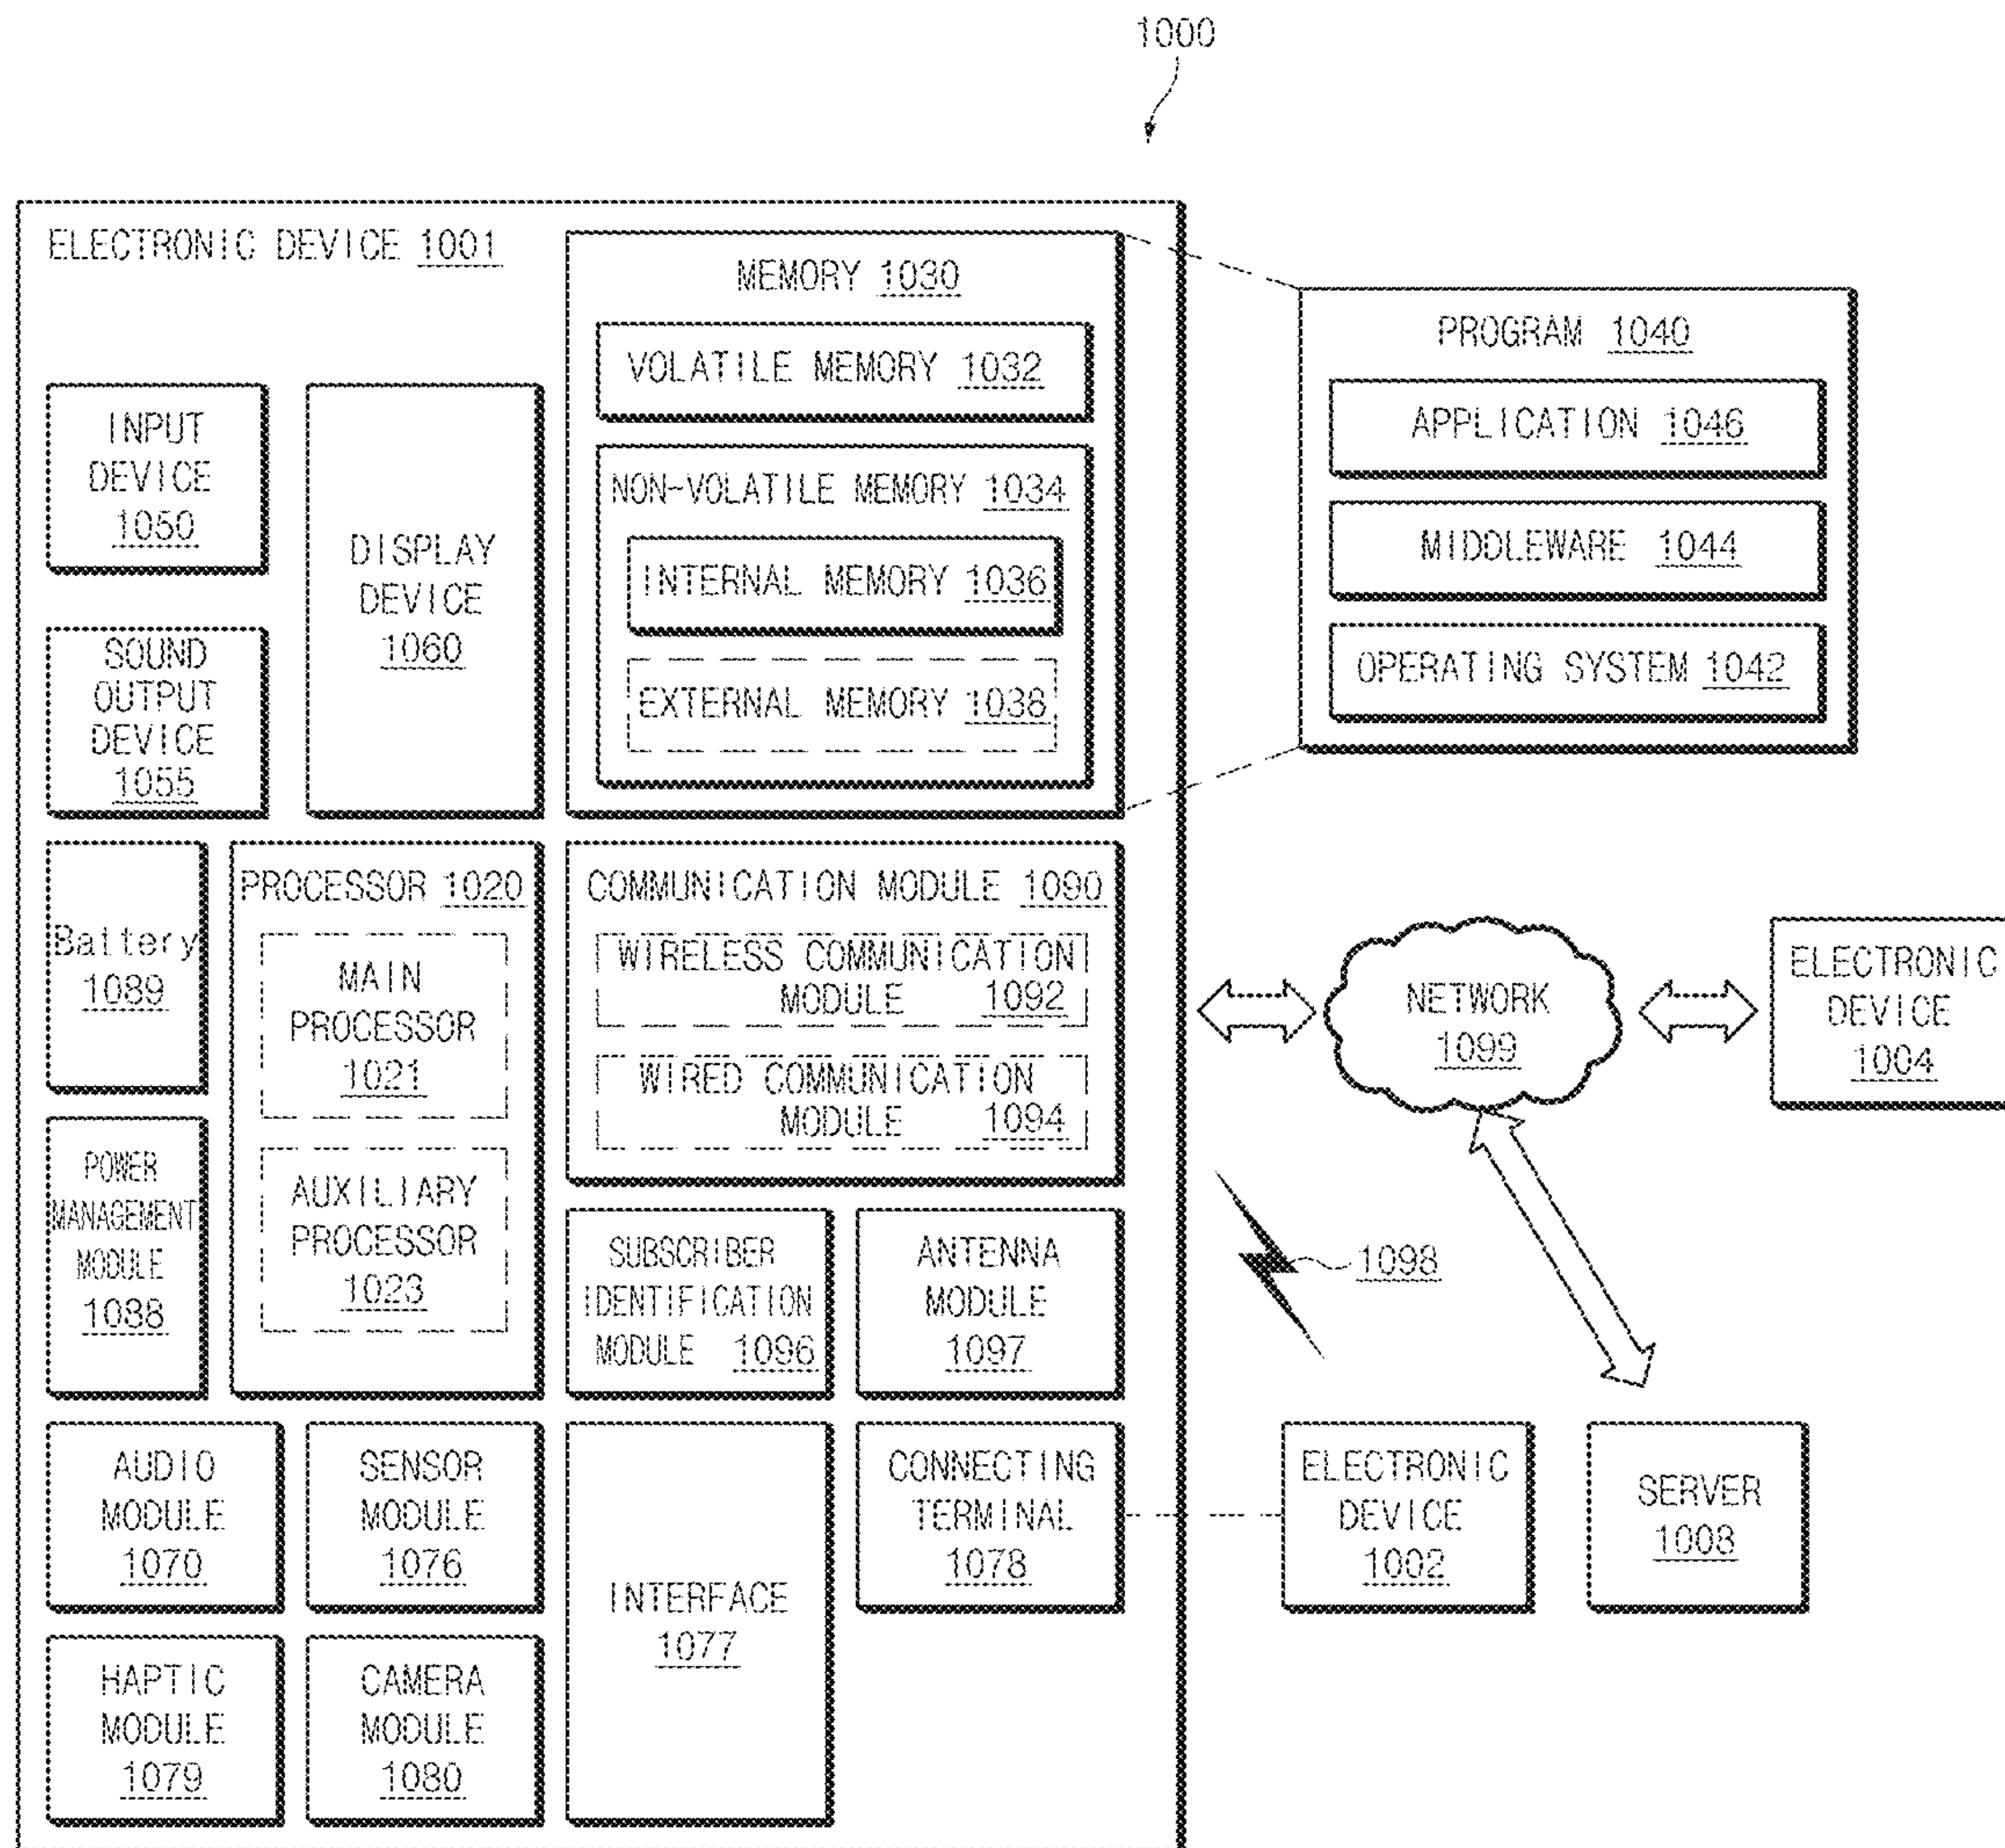 1000
ELECTRONIC DEVICE 1001
MEMORY 1030
VOLATILE MEMORY 1032
NON-VOLATILE MEMORY 1034
INTERNAL MEMORY 1036
EXTERNAL MEMORY 1038
PROGRAM 1040
APPLICATION 1046
MIDDLEWARE 1044
OPERATING SYSTEM 1042
INPUT
DEVICE
1050
DISPLAY
DEVICE
1060
SOUND
OUTPUT
DEVICE
1055
Battery
1089
PROCESSOR 1020
MAIN
PROCESSOR
1021
AUXILIARY
PROCESSOR
1023
POWER
MANAGEMENT
MODULE
1088
COMMUNICATION MODULE 1090
WIRELESS COMMUNICATION
MODULE 1092
WIRED COMMUNICATION
MODULE 1094
SUBSCRIBER
IDENTIFICATION
MODULE 1096
ANTENNA
MODULE
1097
NETWORK
1099
ELECTRONIC
DEVICE
1004
1098
AUDIO
MODULE
1070
SENSOR
MODULE
1076
INTERFACE
1077
CONNECTING
TERMINAL
1078
ELECTRONIC
DEVICE
1002
SERVER
1008
HAPTIC
MODULE
1079
CAMERA
MODULE
1080